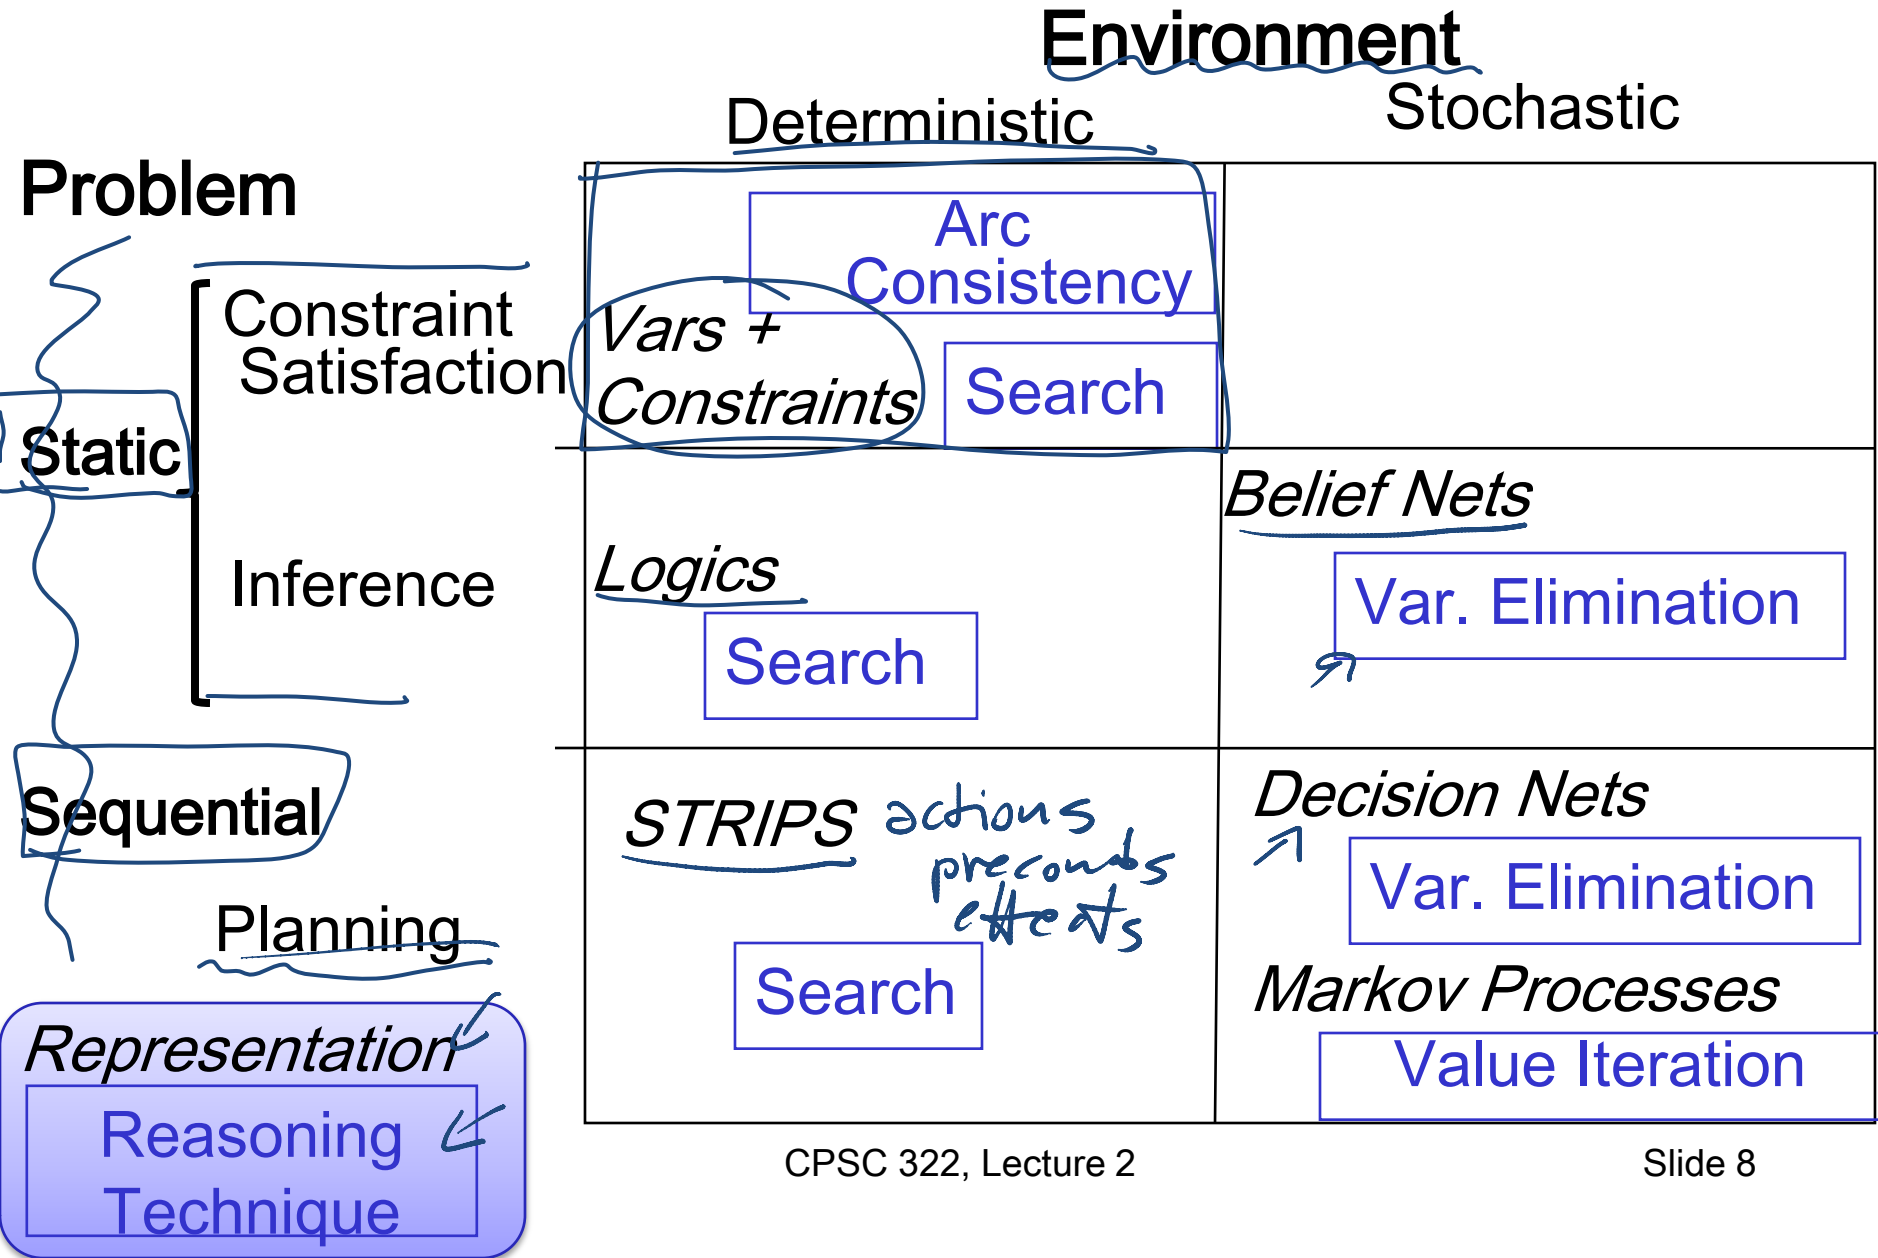 Environment
Deterministic
Stochastic
Problem
Arc
Consistency
Constraint
Satisfaction
Vars +
Constraints
Search
Static
Belief Nets
Inference
Logics
Var. Elimination
Search
Sequential
STRIPS
actions
preconds
effects
Decision Nets
Var. Elimination
Planning
Search
Markov Processes
Value Iteration
Representation
Reasoning
Technique
CPSC 322, Lecture 2
Slide 8